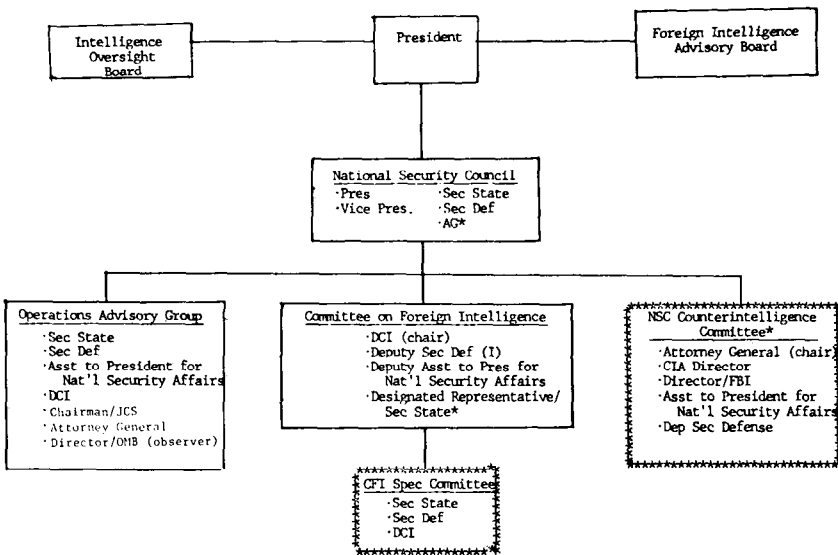 Intelligence
Oversight
Board
President
Foreign Intelligence
Advisory Board
National Security Council
·Pres
·Vice Pres.
·Sec State
·Sec Def
·AG*
Operations Advisory Group
·Sec State
·Sec Def
·Asst to President for
Nat'l Security Affairs
·DCI
·Chairman/JCS
·Attorney General
·Director/OMB (observer)
Committee on Foreign Intelligence
·DCI (chair)
·Deputy Sec Def (I)
·Deputy Asst to Pres for
Nat'l Security Affairs
·Designated Representative/
Sec State*
NSC Counterintelligence
Committee*
·Attorney General (chair)
·CIA Director
·Director/FBI
·Asst to President for
Nat'l Security Affairs
·Dep Sec Defense
CFI Spec Committee
·Sec State
·Sec Def
·DCI